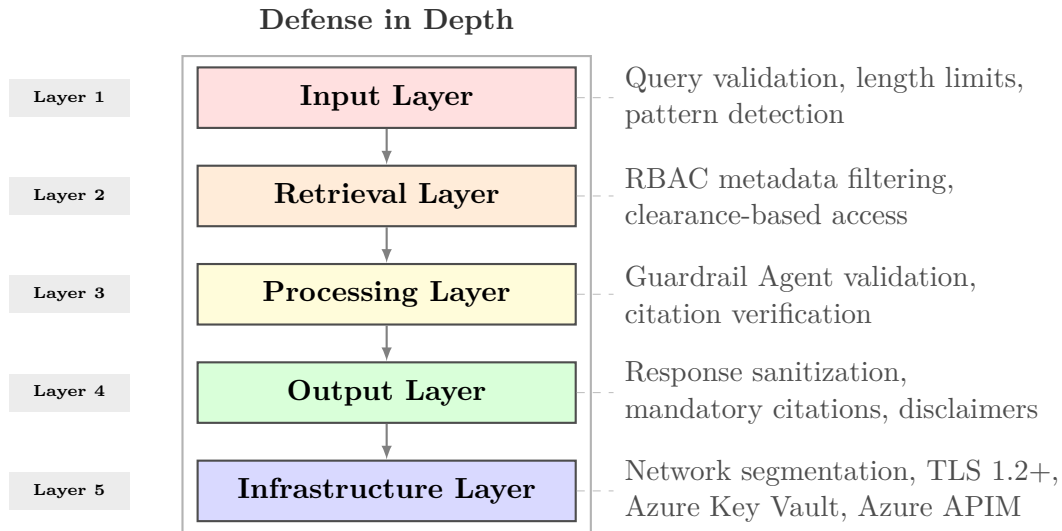 Defense in Depth
Layer 1
Input Layer
Query validation, length limits,
pattern detection
Layer 2
Retrieval Layer
RBAC metadata filtering,
clearance-based access
Layer 3
Processing Layer
Guardrail Agent validation,
citation verification
Layer 4
Output Layer
Response sanitization,
mandatory citations, disclaimers
Layer 5
Infrastructure Layer
Network segmentation, TLS 1.2+,
Azure Key Vault, Azure APIM